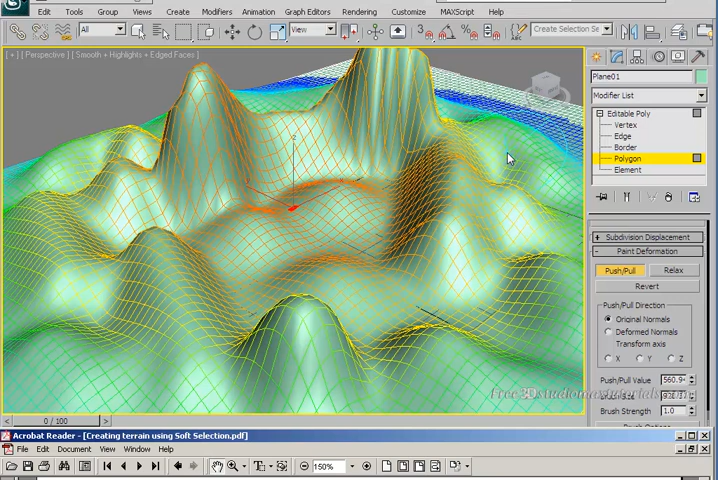 Edit Tools Group Views Create Modifiers Animation Graph Editors Rendering Customize MAXScript Help
All View Create Selection Se
[ + ] [ Perspective ] [ Smooth + Highlights + Edged Faces ]
Plane01
Modifier List
Editable Poly
Vertex
Edge
Border
Polygon
Element
+ Subdivision Displacement
- Paint Deformation
Push/Pull Relax
Revert
Push/Pull Direction
Original Normals
Deformed Normals
Transform axis
X Y Z
Push/Pull Value 560.9
Free3Dstudiomaxtutorials.com
Brush Strength 1.0
0 / 100
Acrobat Reader - [Creating terrain using Soft Selection.pdf]
File Edit Document View Window Help
150%